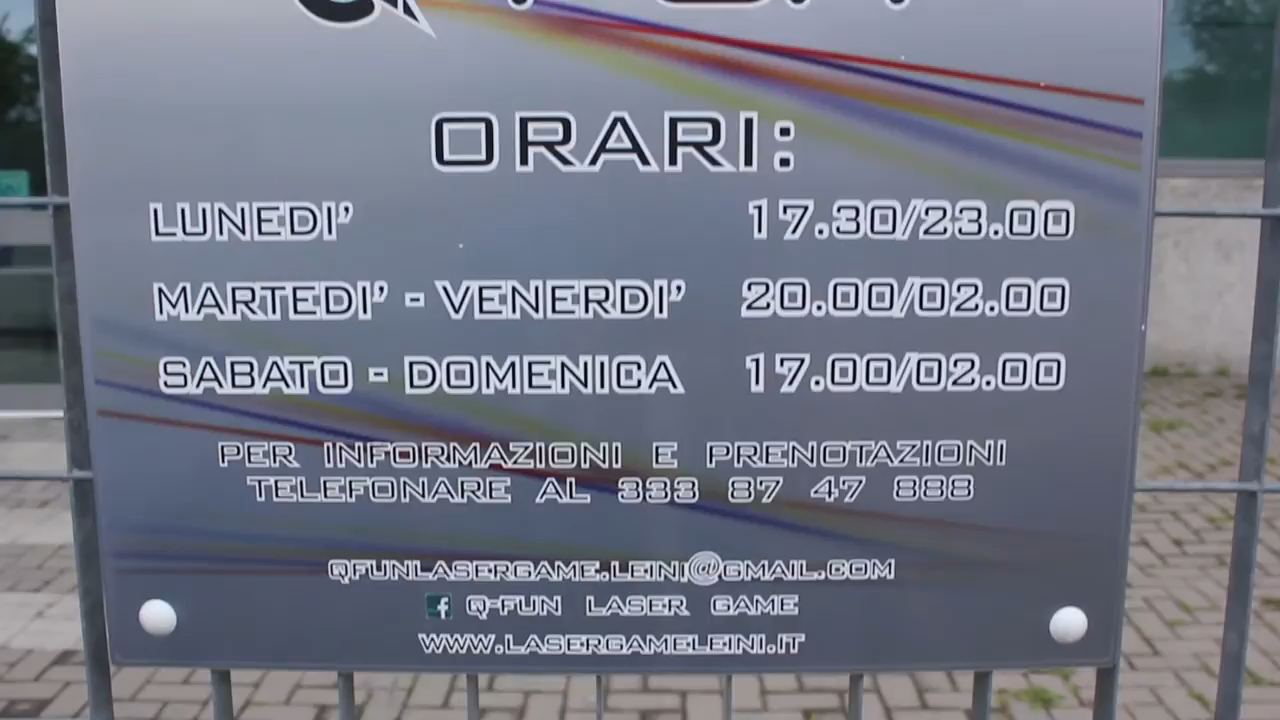 ORARI:
LUNEDI' 17.30/23.00
MARTEDI' - VENERDI' 20.00/02.00
SABATO - DOMENICA 17.00/02.00
PER INFORMAZIONI E PRENOTAZIONI
TELEFONARE AL 333 87 47 888
QFUNLASERGAME.LEINI@GMAIL.COM
f Q-FUN LASER GAME
WWW.LASERGAMELEINI.IT